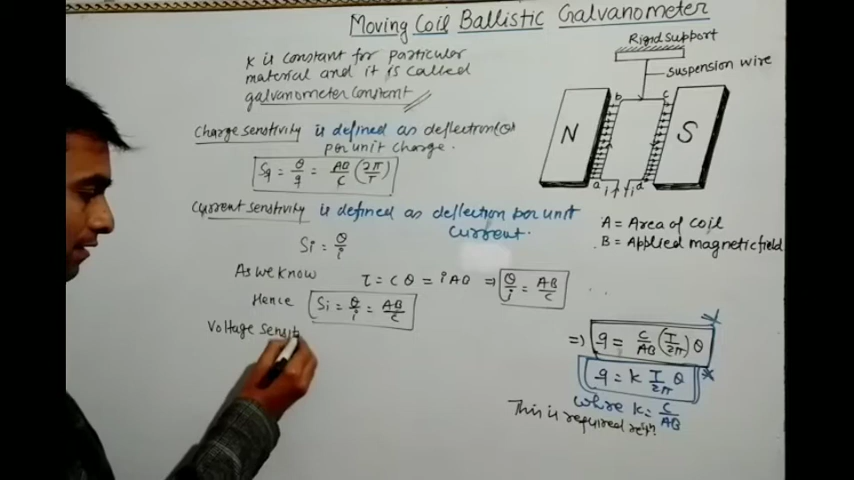 Moving Coil Ballistic Galvanometer
K is constant for particular
material and it is called
galvanometer constant
Charge senstivity is defined as deflection(θ)
per unit charge.
Sq = θ/q = AB/C (2π/T)
Current senstivity is defined as deflection per unit
current.
Si = θ/i
As we know τ = Cθ = iAB ⇒ θ/i = AB/C
Hence Si = θ/i = AB/C
Voltage Sensiti
Rigid support
suspension wire
b c
N S
a i i d
A = Area of coil
B = Applied magnetic field
⇒) q = C/AB (T/2π) θ
q = K T/2π θ
where K = C/AB
This is required